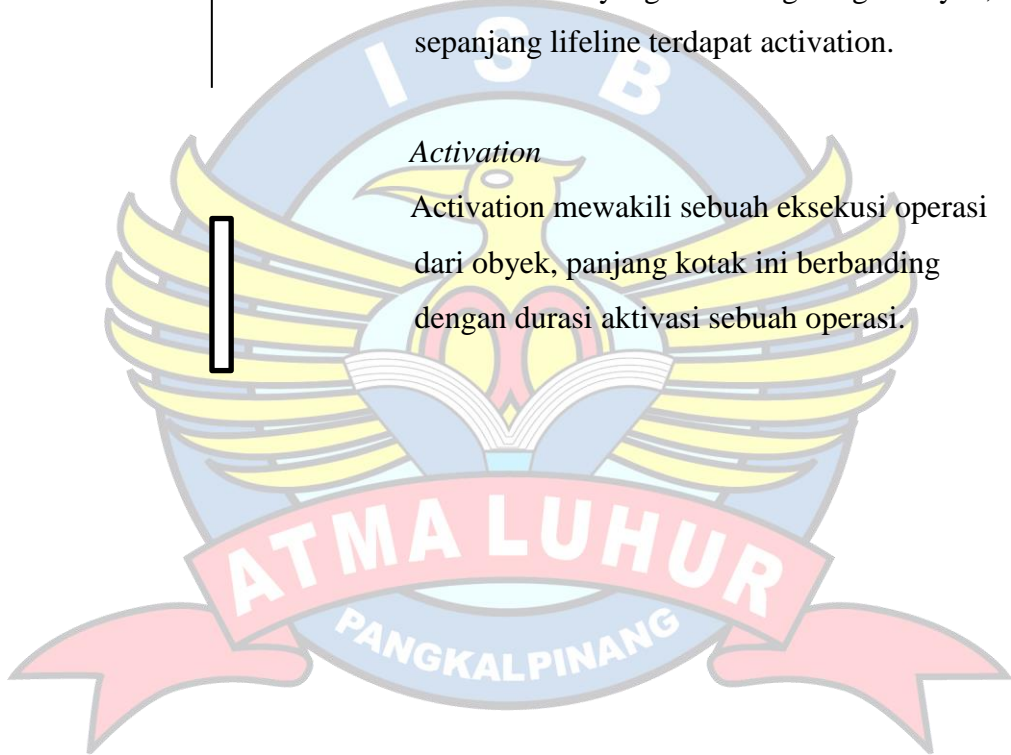 sepanjang lifeline terdapat activation.
I S B
Activation
Activation mewakili sebuah eksekusi operasi
dari obyek, panjang kotak ini berbanding
dengan durasi aktivasi sebuah operasi.
ATMA LUHUR
PANGKALPINANG